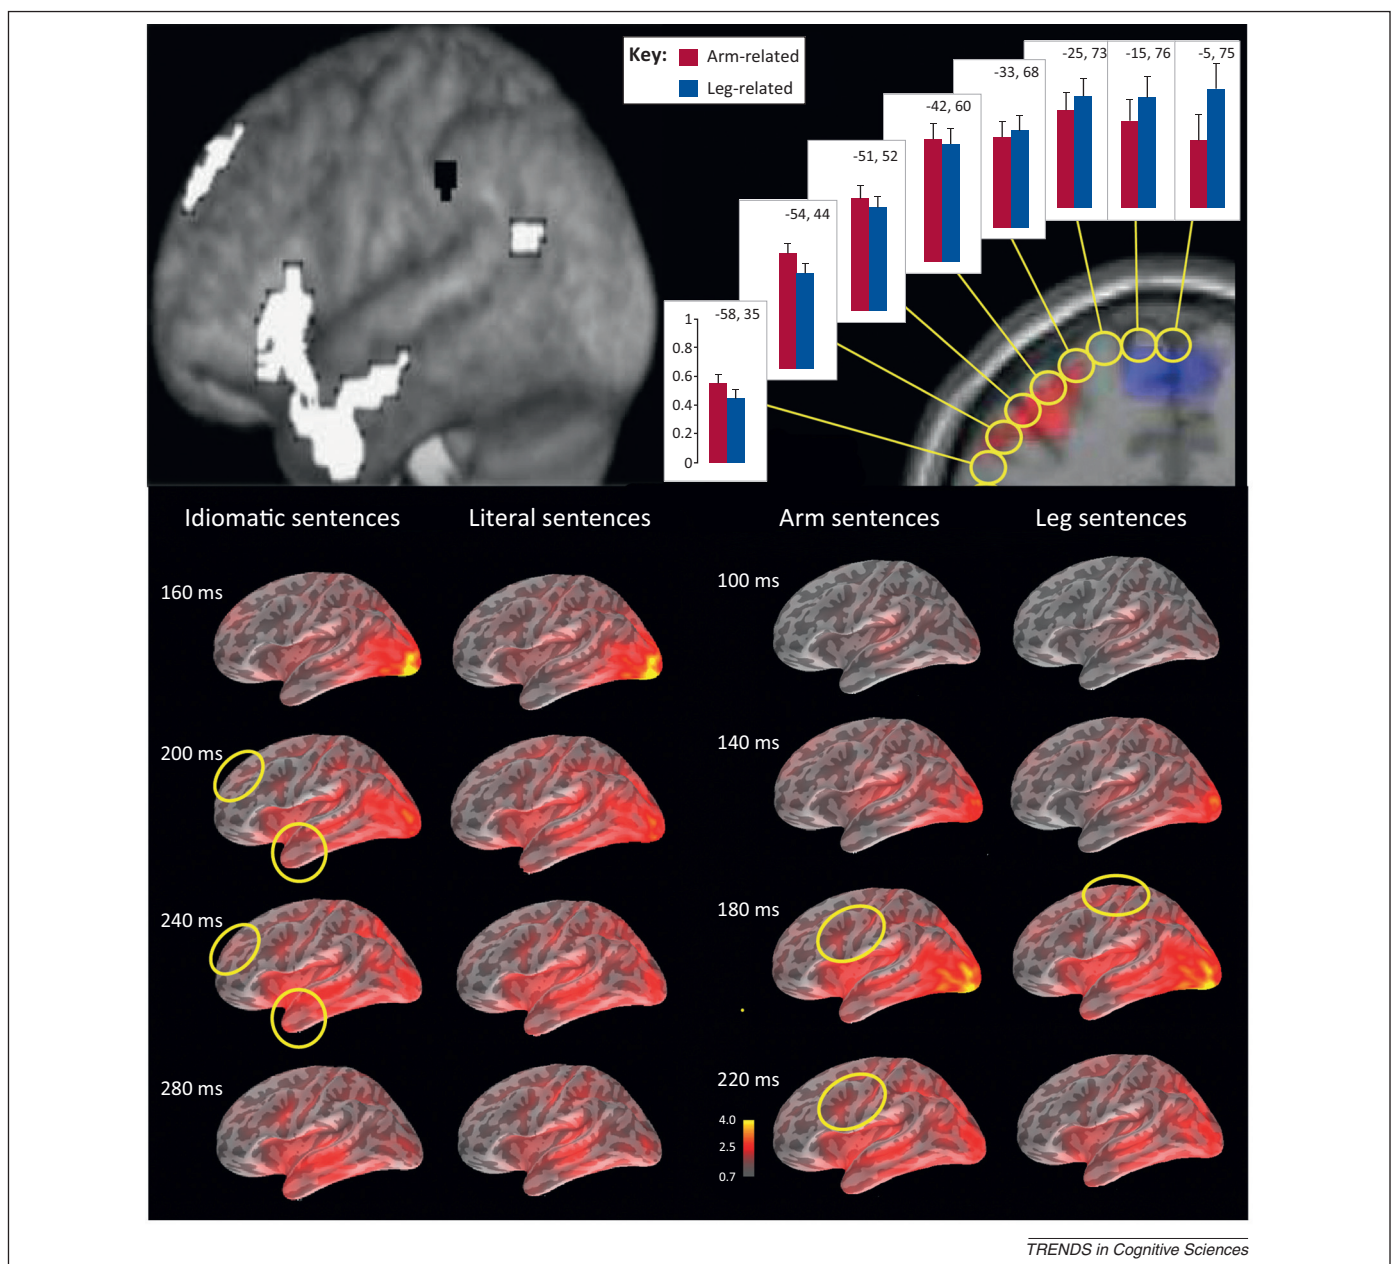 Key:
Arm-related
Leg-related
-58, 35
1
0.8
0.6
0.4
0.2
0
-54, 44
-51, 52
-42, 60
-33, 68
-25, 73
-15, 76
-5, 75
Idiomatic sentences
Literal sentences
Arm sentences
Leg sentences
160 ms
200 ms
240 ms
280 ms
100 ms
140 ms
180 ms
220 ms
4.0
2.5
0.7
TRENDS in Cognitive Sciences